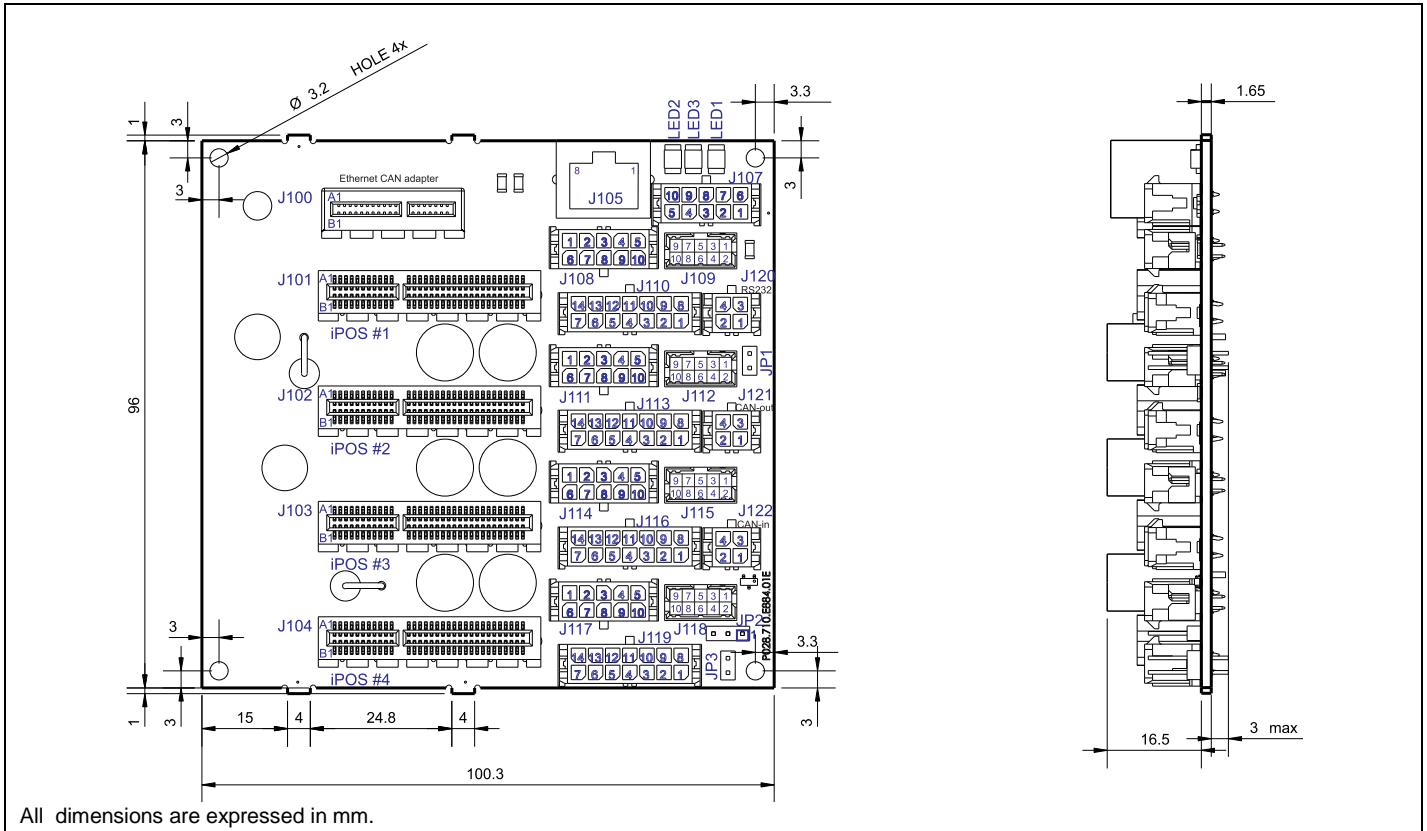 Ø 3.2 HOLE 4x
3.3
1.65
1
3
LED2
LED3
LED1
3
3
Ethernet CAN adapter
8 1
J107
J100
A1
B1
J105
10 9 8 7 6
5 4 3 2 1
1 2 3 4 5
6 7 8 9 10
9 7 5 3 1
10 8 6 4 2
J101
A1
B1
J108
J110
J109
J120
RS232
14 13 12 11 10 9 8
7 6 5 4 3 2 1
4 3
2 1
iPOS #1
1 2 3 4 5
6 7 8 9 10
9 7 5 3 1
10 8 6 4 2
JP1
96
J102
A1
B1
J111
J113
J112
J121
CAN-out
14 13 12 11 10 9 8
7 6 5 4 3 2 1
4 3
2 1
iPOS #2
1 2 3 4 5
6 7 8 9 10
9 7 5 3 1
10 8 6 4 2
J103
A1
B1
J114
J116
J115
J122
CAN-in
14 13 12 11 10 9 8
7 6 5 4 3 2 1
4 3
2 1
iPOS #3
1 2 3 4 5
6 7 8 9 10
9 7 5 3 1
10 8 6 4 2
P028.710.E884.01E
J104
A1
B1
J117
J119
J118
JP2
1
3
3.3
14 13 12 11 10 9 8
7 6 5 4 3 2 1
JP3
iPOS #4
1
3
15
4
24.8
4
3
16.5
3 max
100.3
All dimensions are expressed in mm.